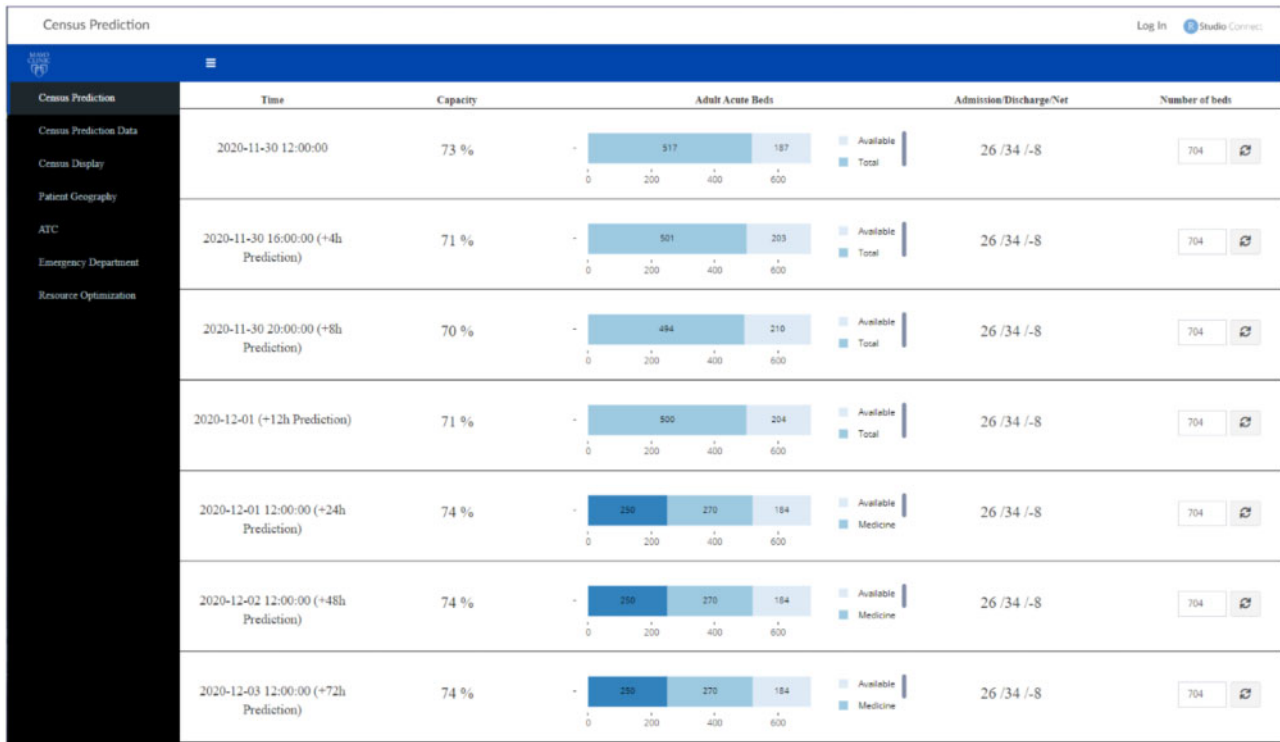 Census Prediction
Log In R Studio Connect
MAYO
CLINIC
Census Prediction
Census Prediction Data
Census Display
Patient Geography
ATC
Emergency Department
Resource Optimization
Time Capacity Adult Acute Beds Admission/Discharge/Net Number of beds
2020-11-30 12:00:00 73 % - 517 187 Available 26 /34 /-8 704
Total
0 200 400 600
2020-11-30 16:00:00 (+4h 71 % - 501 203 Available 26 /34 /-8 704
Prediction) Total
0 200 400 600
2020-11-30 20:00:00 (+8h 70 % - 494 210 Available 26 /34 /-8 704
Prediction) Total
0 200 400 600
2020-12-01 (+12h Prediction) 71 % - 500 204 Available 26 /34 /-8 704
Total
0 200 400 600
2020-12-01 12:00:00 (+24h 74 % - 250 270 184 Available 26 /34 /-8 704
Prediction) Medicine
0 200 400 600
2020-12-02 12:00:00 (+48h 74 % - 250 270 184 Available 26 /34 /-8 704
Prediction) Medicine
0 200 400 600
2020-12-03 12:00:00 (+72h 74 % - 250 270 184 Available 26 /34 /-8 704
Prediction) Medicine
0 200 400 600